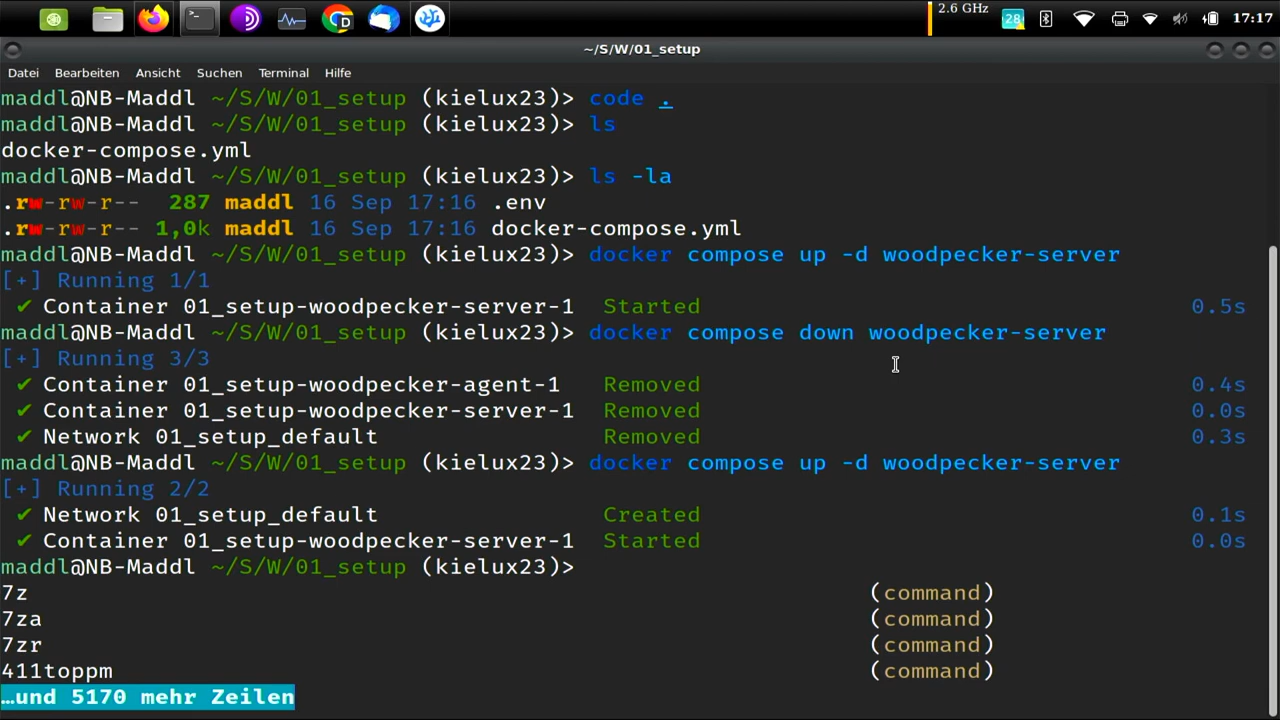 2.6 GHz
28
17:17
~/S/W/01_setup
Datei Bearbeiten Ansicht Suchen Terminal Hilfe
maddl@NB-Maddl ~/S/W/01_setup (kielux23)> code .
maddl@NB-Maddl ~/S/W/01_setup (kielux23)> ls
docker-compose.yml
maddl@NB-Maddl ~/S/W/01_setup (kielux23)> ls -la
.rw-rw-r-- 287 maddl 16 Sep 17:16 .env
.rw-rw-r-- 1,0k maddl 16 Sep 17:16 docker-compose.yml
maddl@NB-Maddl ~/S/W/01_setup (kielux23)> docker compose up -d woodpecker-server
[+] Running 1/1
✔ Container 01_setup-woodpecker-server-1 Started 0.5s
maddl@NB-Maddl ~/S/W/01_setup (kielux23)> docker compose down woodpecker-server
[+] Running 3/3
✔ Container 01_setup-woodpecker-agent-1 Removed 0.4s
✔ Container 01_setup-woodpecker-server-1 Removed 0.0s
✔ Network 01_setup_default Removed 0.3s
maddl@NB-Maddl ~/S/W/01_setup (kielux23)> docker compose up -d woodpecker-server
[+] Running 2/2
✔ Network 01_setup_default Created 0.1s
✔ Container 01_setup-woodpecker-server-1 Started 0.0s
maddl@NB-Maddl ~/S/W/01_setup (kielux23)>
7z (command)
7za (command)
7zr (command)
411toppm (command)
…und 5170 mehr Zeilen